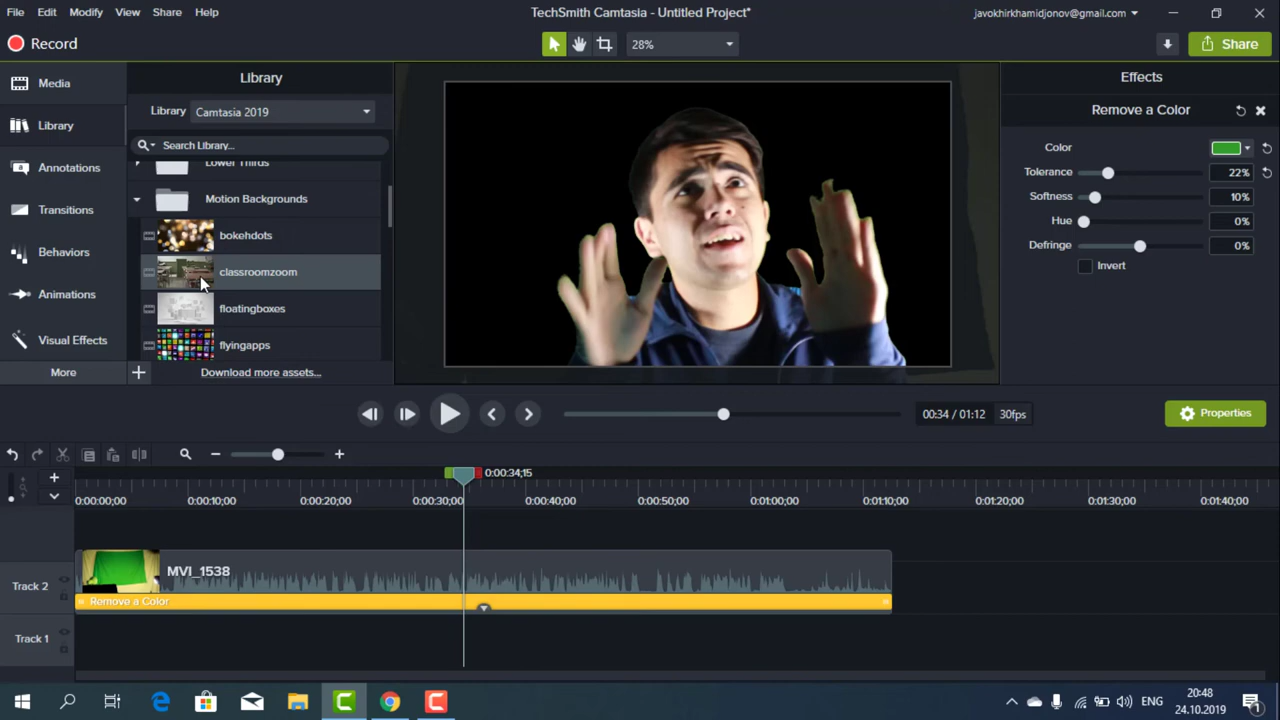 File Edit Modify View Share Help
TechSmith Camtasia - Untitled Project*
javokhirkhamidjonov@gmail.com
Record
28%
Share
Media
Library
Annotations
Transitions
Behaviors
Animations
Visual Effects
More
Library
Library Camtasia 2019
Search Library...
Lower Thirds
Motion Backgrounds
bokehdots
classroomzoom
floatingboxes
flyingapps
Download more assets...
Effects
Remove a Color
Color
Tolerance 22%
Softness 10%
Hue 0%
Defringe 0%
Invert
00:34 / 01:12 30fps
Properties
0:00:34;15
0:00:00;00 0:00:10;00 0:00:20;00 0:00:30;00 0:00:40;00 0:00:50;00 0:01:00;00 0:01:10;00 0:01:20;00 0:01:30;00 0:01:40;00
MVI_1538
Track 2
Remove a Color
Track 1
ENG
20:48
24.10.2019
1